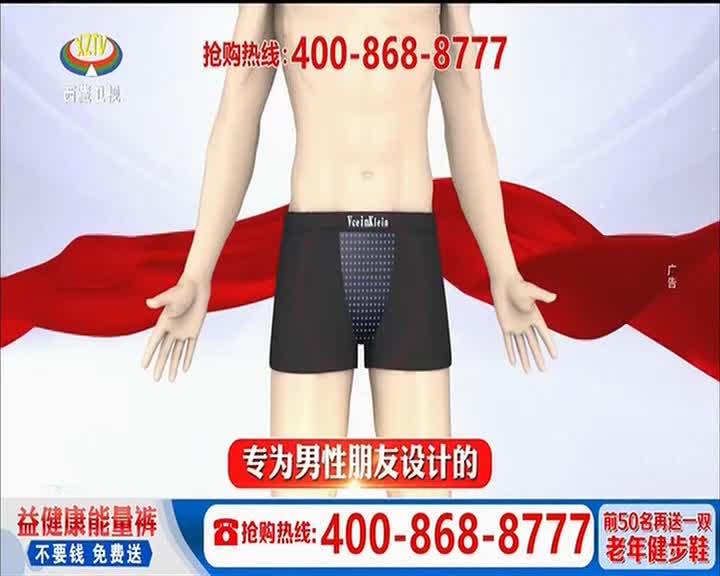 抢购热线:400-868-8777
XZTV
西藏卫视
VceinKlein
广告
专为男性朋友设计的
益健康能量裤
不要钱 免费送
抢购热线:400-868-8777
前50名再送一双
老年健步鞋